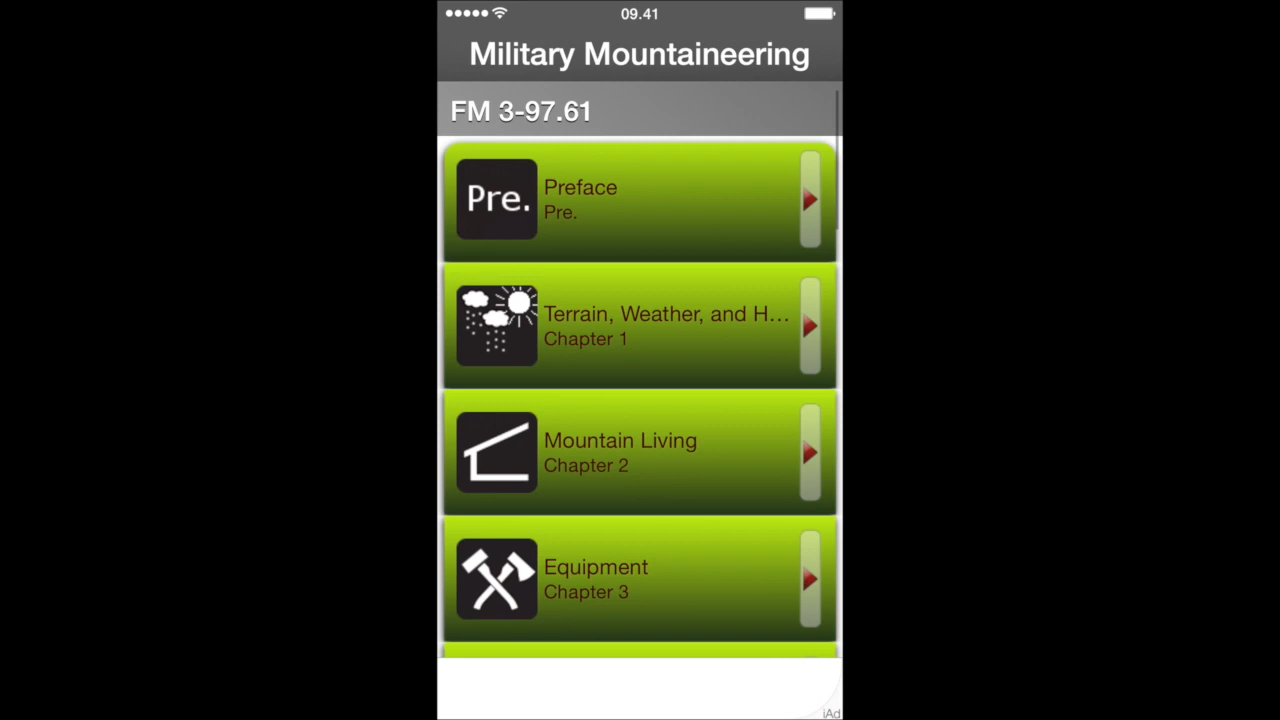 09.41
Military Mountaineering
FM 3-97.61
Pre.
Preface
Pre.
Terrain, Weather, and H...
Chapter 1
Mountain Living
Chapter 2
Equipment
Chapter 3
iAd